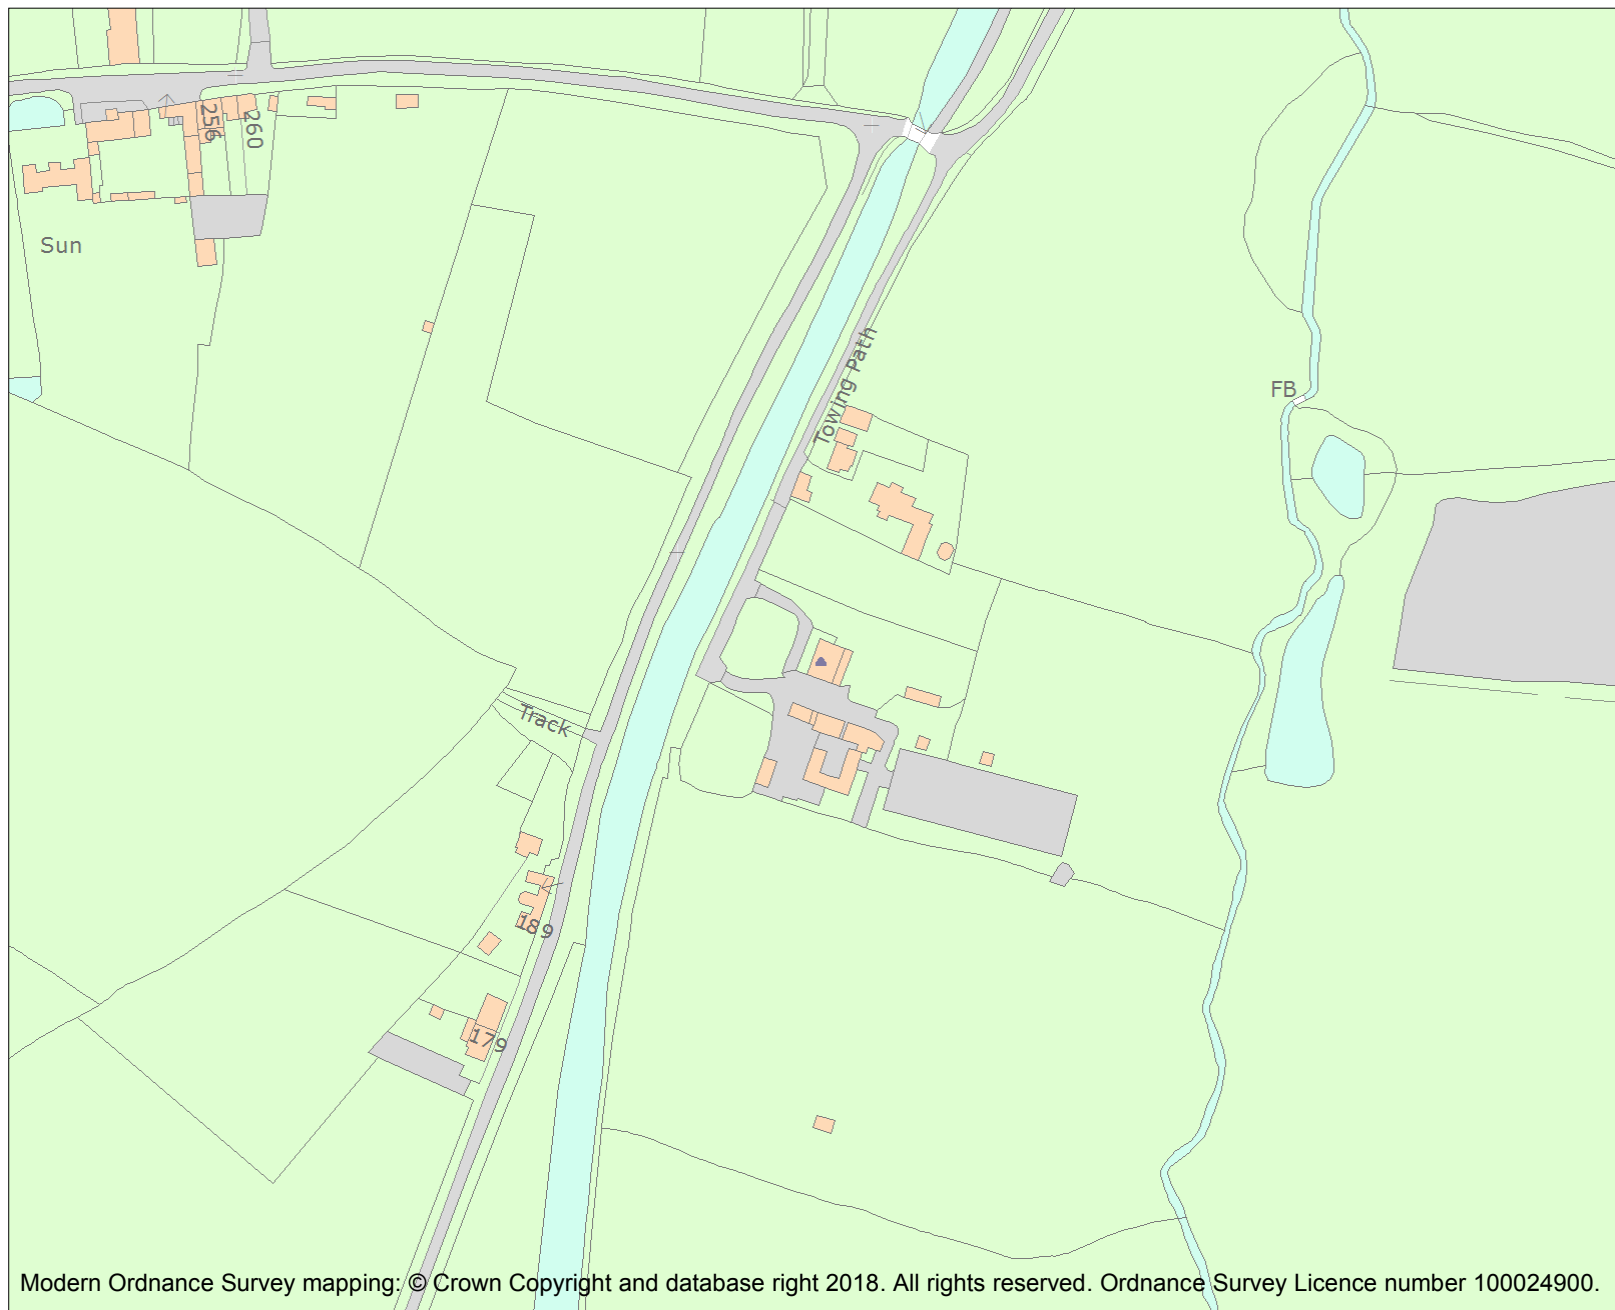 256
260
Sun
Towing Path
FB
Track
189
179
Modern Ordnance Survey mapping: © Crown Copyright and database right 2018. All rights reserved. Ordnance Survey Licence number 100024900.